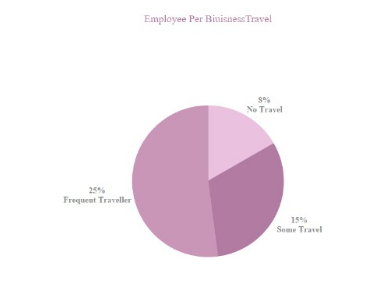 Employee Per BinisnessTravel
8%
No Travel
25%
Frequent Traveller
15%
Some Travel